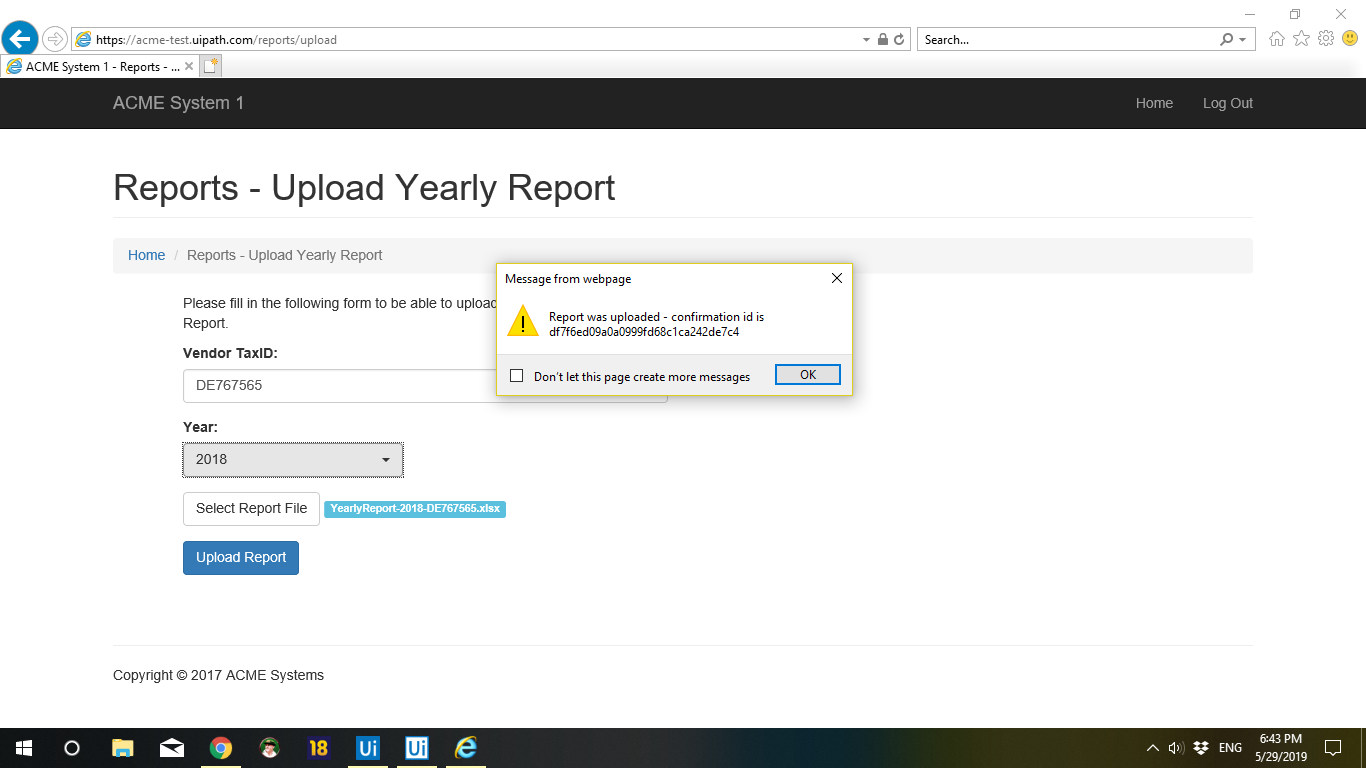 https://acme-test.uipath.com/reports/upload
Search...
ACME System 1 - Reports - ...
ACME System 1
Home
Log Out
Reports - Upload Yearly Report
Home / Reports - Upload Yearly Report
Please fill in the following form to be able to upload
Report.
Vendor TaxID:
DE767565
Year:
2018
Select Report File
YearlyReport-2018-DE767565.xlsx
Upload Report
Message from webpage
Report was uploaded - confirmation id is
df7f6ed09a0a0999fd68c1ca242de7c4
Don't let this page create more messages
OK
Copyright © 2017 ACME Systems
18
Ui
Ui
ENG
6:43 PM
5/29/2019